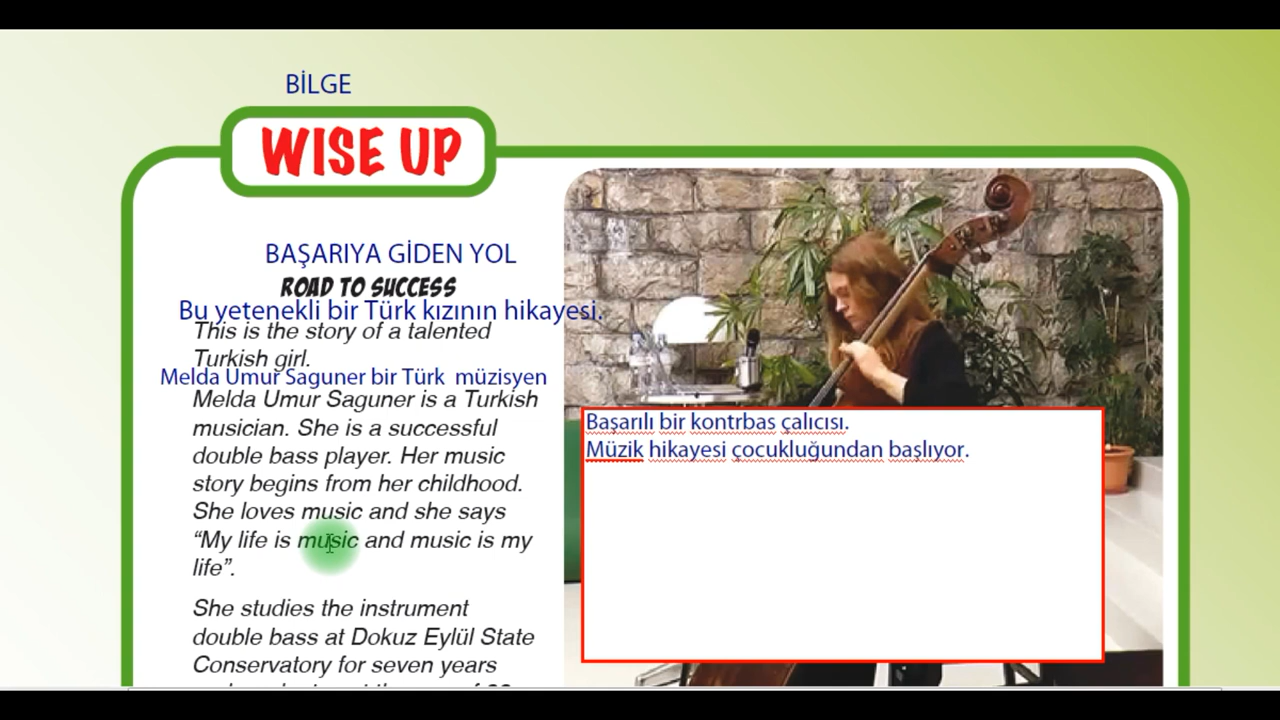 BİLGE
WISE UP
BAŞARIYA GİDEN YOL
ROAD TO SUCCESS
Bu yetenekli bir Türk kızının hikayesi.
This is the story of a talented
Turkish girl.
Melda Umur Saguner bir Türk müzisyen
Melda Umur Saguner is a Turkish
musician. She is a successful
double bass player. Her music
story begins from her childhood.
She loves music and she says
“My life is music and music is my
life”.
She studies the instrument
double bass at Dokuz Eylül State
Conservatory for seven years
Başarılı bir kontrbas çalıcısı.
Müzik hikayesi çocukluğundan başlıyor.